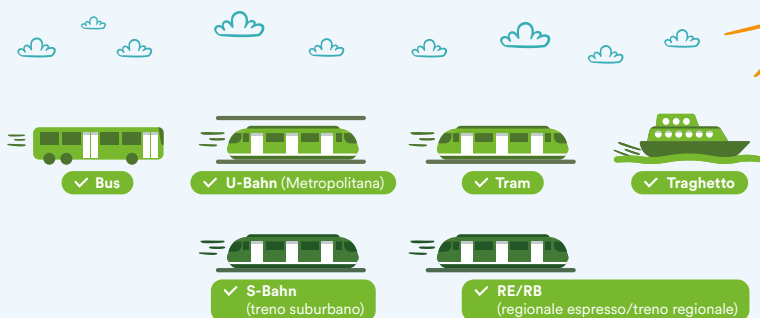 Bus
U-Bahn (Metropolitana)
Tram
Traghetto
S-Bahn
(treno suburbano)
RE/RB
(regionale espresso/treno regionale)